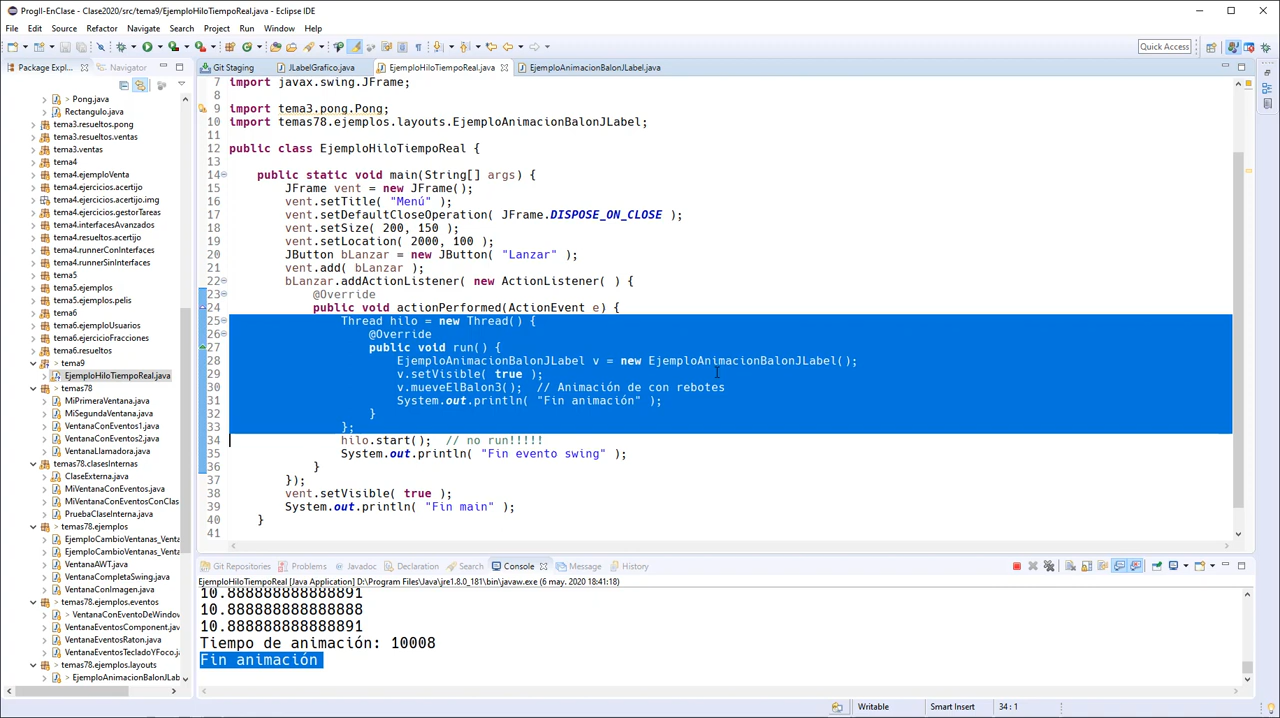 ProgII-EnClase - Clase2020/src/tema9/EjemploHiloTiempoReal.java - Eclipse IDE
File Edit Source Refactor Navigate Search Project Run Window Help
Quick Access
Package Expl...
Navigator
Git Staging
JLabelGrafico.java
EjemploHiloTiempoReal.java
EjemploAnimacionBalonJLabel.java
> Pong.java
Rectangulo.java
tema3.resueltos.pong
tema3.resueltos.ventas
tema3.ventas
tema4
tema4.ejemploVenta
tema4.ejercicios.acertijo
tema4.ejercicios.acertijo.img
tema4.ejercicios.gestorTareas
tema4.interfacesAvanzados
tema4.resueltos.acertijo
tema4.runnerConInterfaces
tema4.runnerSinInterfaces
tema5
tema5.ejemplos.pelis
tema6
tema6.ejemploUsuarios
tema6.ejercicioFracciones
tema6.resueltos
> tema9
EjemploHiloTiempoReal.java
> temas78
MiPrimeraVentana.java
MiSegundaVentana.java
VentanaConEventos1.java
VentanaConEventos2.java
VentanaLlamadora.java
> temas78.clasesInternas
ClaseExterna.java
MiVentanaConEventos.java
MiVentanaConEventosConClas
PruebaClaseInterna.java
> temas78.ejemplos
EjemploCambioVentanas_Venta
EjemploCambioVentanas_Venta
VentanaAWT.java
VentanaCompletaSwing.java
VentanaConImagen.java
> temas78.ejemplos.eventos
> VentanaConEventoDeWindow
VentanaEventosComponent.java
VentanaEventosRaton.java
VentanaEventosTecladoYFoco.java
> temas78.ejemplos.layouts
> EjemploAnimacionBalonJLabel
7 import javax.swing.JFrame;
8
9 import tema3.pong.Pong;
10 import temas78.ejemplos.layouts.EjemploAnimacionBalonJLabel;
11
12 public class EjemploHiloTiempoReal {
13
14 public static void main(String[] args) {
15 JFrame vent = new JFrame();
16 vent.setTitle( "Menú" );
17 vent.setDefaultCloseOperation( JFrame.DISPOSE_ON_CLOSE );
18 vent.setSize( 200, 150 );
19 vent.setLocation( 2000, 100 );
20 JButton bLanzar = new JButton( "Lanzar" );
21 vent.add( bLanzar );
22 bLanzar.addActionListener( new ActionListener( ) {
23 @Override
24 public void actionPerformed(ActionEvent e) {
25 Thread hilo = new Thread() {
26 @Override
27 public void run() {
28 EjemploAnimacionBalonJLabel v = new EjemploAnimacionBalonJLabel();
29 v.setVisible( true );
30 v.mueveElBalon3(); // Animación de con rebotes
31 System.out.println( "Fin animación" );
32 }
33 };
34 hilo.start(); // no run!!!!!
35 System.out.println( "Fin evento swing" );
36 }
37 });
38 vent.setVisible( true );
39 System.out.println( "Fin main" );
40 }
41
Git Repositories Problems Javadoc Declaration Search Console Message History
EjemploHiloTiempoReal [Java Application] D:\Program Files\Java\jre1.8.0_181\bin\javaw.exe (6 may. 2020 18:41:18)
10.888888888888891
10.888888888888888
10.888888888888891
Tiempo de animación: 10008
Fin animación
Writable Smart Insert 34 : 1